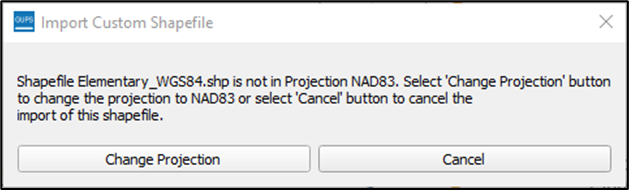 OUPS Import Custom Shapefile
Shapefile Elementary_WGS84.shp is not in Projection NAD83. Select 'Change Projection' button
to change the projection to NAD83 or select 'Cancel' button to cancel the
import of this shapefile.
Change Projection Cancel